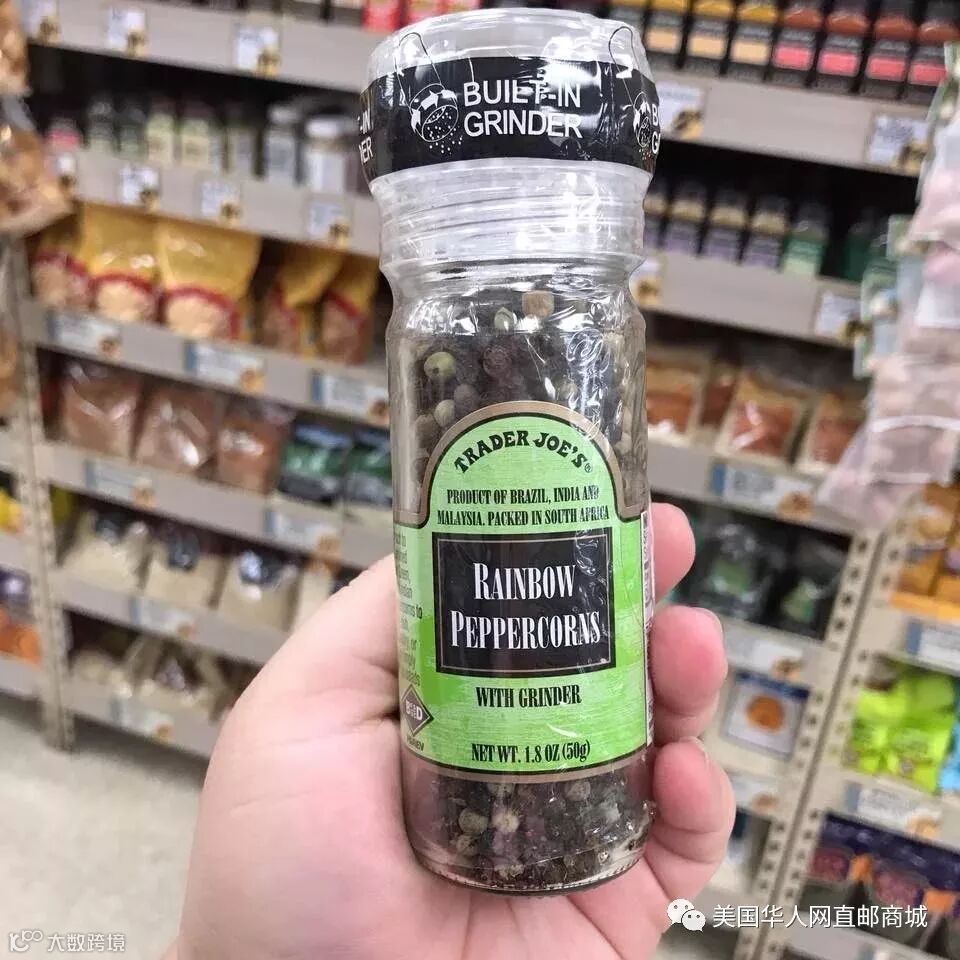 BUILT-IN
GRINDER
TRADER JOE'S®
PRODUCT OF BRAZIL, INDIA AND
MALAYSIA. PACKED IN SOUTH AFRICA
RAINBOW
PEPPERCORNS
WITH GRINDER
NET WT. 1.8 OZ (50g)
美国华人网直邮商城
大数跨境